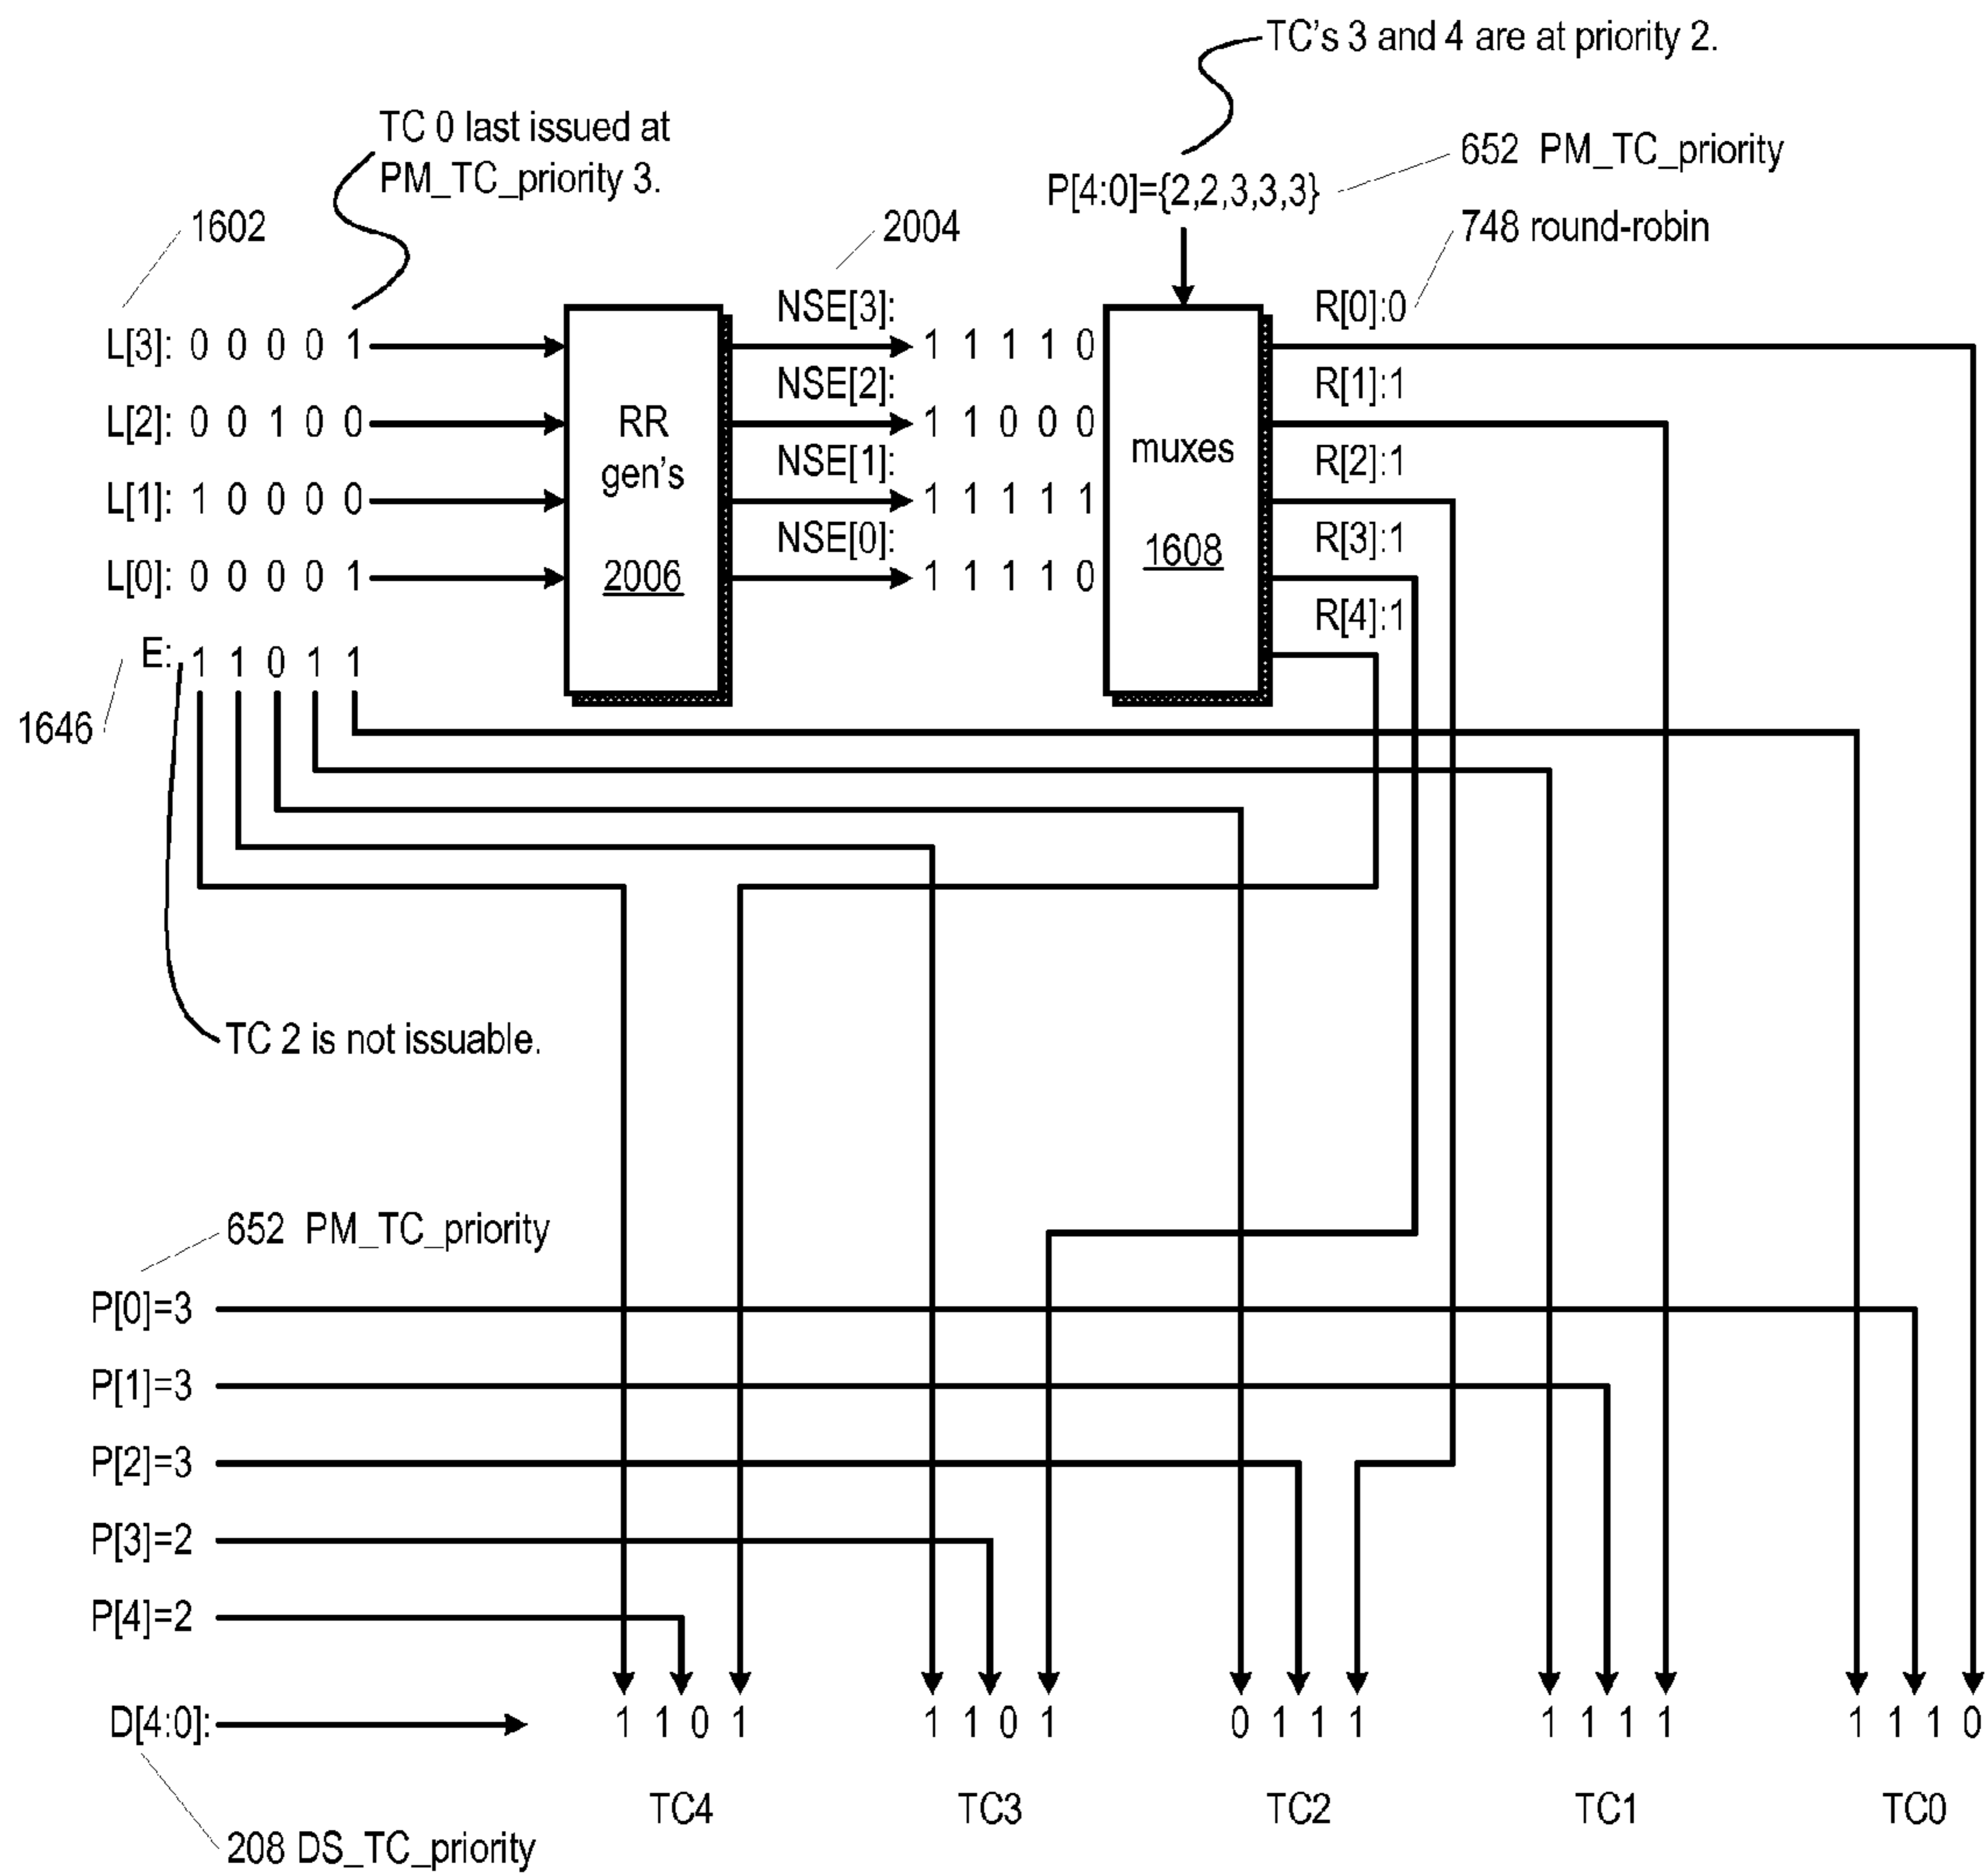 TC's 3 and 4 are at priority 2.
TC 0 last issued at
PM_TC_priority 3.
652 PM_TC_priority
P[4:0]={2,2,3,3,3}
1602
2004
748 round-robin
NSE[3]:
R[0]:0
L[3]: 0 0 0 0 1
1 1 1 1 0
NSE[2]:
R[1]:1
L[2]: 0 0 1 0 0
RR
1 1 0 0 0
muxes
gen's
NSE[1]:
R[2]:1
L[1]: 1 0 0 0 0
1 1 1 1 1
NSE[0]:
R[3]:1
1608
L[0]: 0 0 0 0 1
2006
1 1 1 1 0
R[4]:1
E: 1 1 0 1 1
1646
TC 2 is not issuable.
652 PM_TC_priority
P[0]=3
P[1]=3
P[2]=3
P[3]=2
P[4]=2
D[4:0]: 1 1 0 1 1 1 0 1 0 1 1 1 1 1 1 1 1 1 1 0
TC4 TC3 TC2 TC1 TC0
208 DS_TC_priority